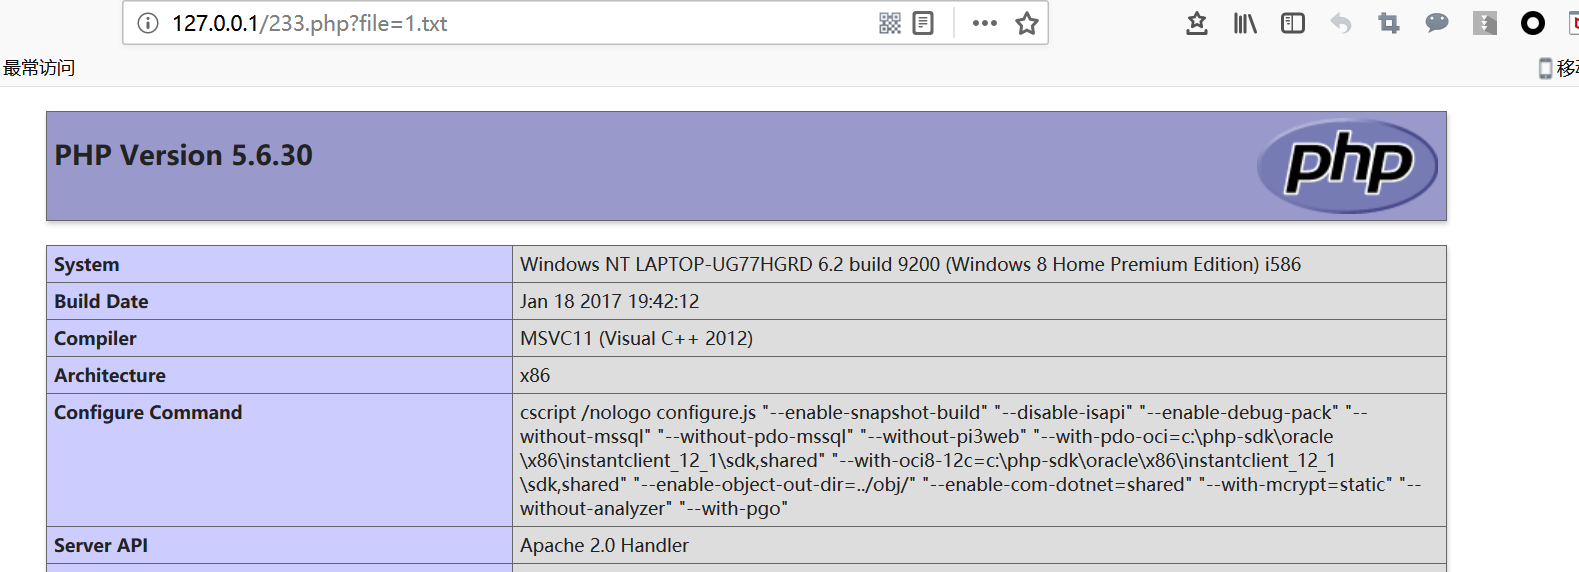 127.0.0.1/233.php?file=1.txt
最常访问
移动
PHP Version 5.6.30
php
System Windows NT LAPTOP-UG77HGRD 6.2 build 9200 (Windows 8 Home Premium Edition) i586
Build Date Jan 18 2017 19:42:12
Compiler MSVC11 (Visual C++ 2012)
Architecture x86
Configure Command cscript /nologo configure.js "--enable-snapshot-build" "--disable-isapi" "--enable-debug-pack" "--
without-mssql" "--without-pdo-mssql" "--without-pi3web" "--with-pdo-oci=c:\php-sdk\oracle
\x86\instantclient_12_1\sdk,shared" "--with-oci8-12c=c:\php-sdk\oracle\x86\instantclient_12_1
\sdk,shared" "--enable-object-out-dir=../obj/" "--enable-com-dotnet=shared" "--with-mcrypt=static" "--
without-analyzer" "--with-pgo"
Server API Apache 2.0 Handler